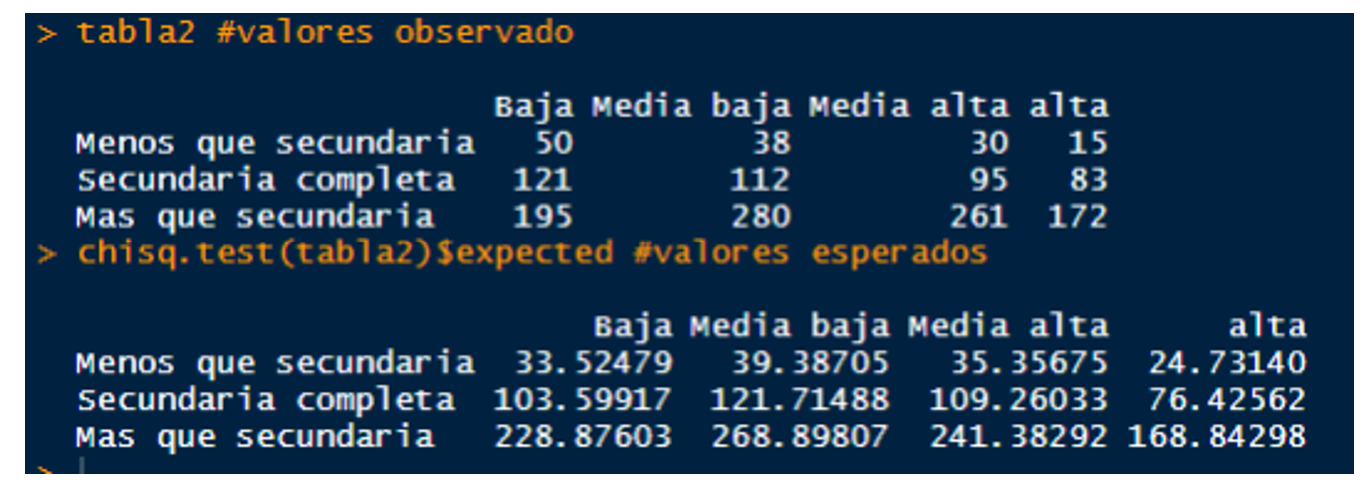 > tabla2 #valores observado
Baja Media baja Media alta alta
Menos que secundaria 50 38 30 15
Secundaria completa 121 112 95 83
Mas que secundaria 195 280 261 172
> chisq.test(tabla2)$expected #valores esperados
Baja Media baja Media alta alta
Menos que secundaria 33.52479 39.38705 35.35675 24.73140
Secundaria completa 103.59917 121.71488 109.26033 76.42562
Mas que secundaria 228.87603 268.89807 241.38292 168.84298
>